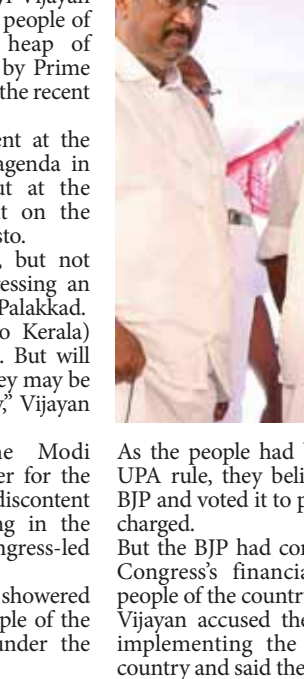 Vijayan
people of
heap of
by Prime
the recent
ent at the
agenda in
ut at the
t on the
sto.
, but not
ressing an
Palakkad.
o Kerala)
. But will
ey may be
," Vijayan
ne Modi
er for the
discontent
ng in the
ngress-led
showered
ple of the
under the
As the people had
UPA rule, they beli
BJP and voted it to p
charged.
But the BJP had con
Congress's financia
people of the country
Vijayan accused the
implementing the
country and said the